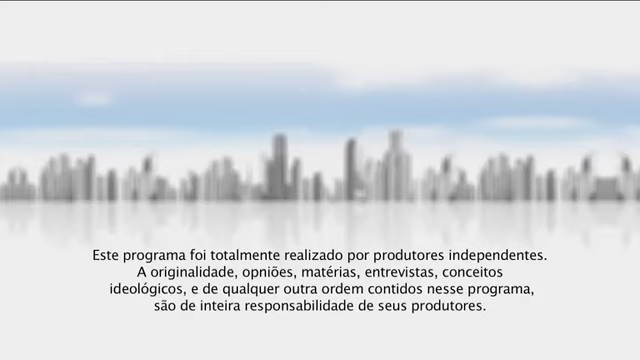 Este programa foi totalmente realizado por produtores independentes.
A originalidade, opniões, matérias, entrevistas, conceitos
ideológicos, e de qualquer outra ordem contidos nesse programa,
são de inteira responsabilidade de seus produtores.